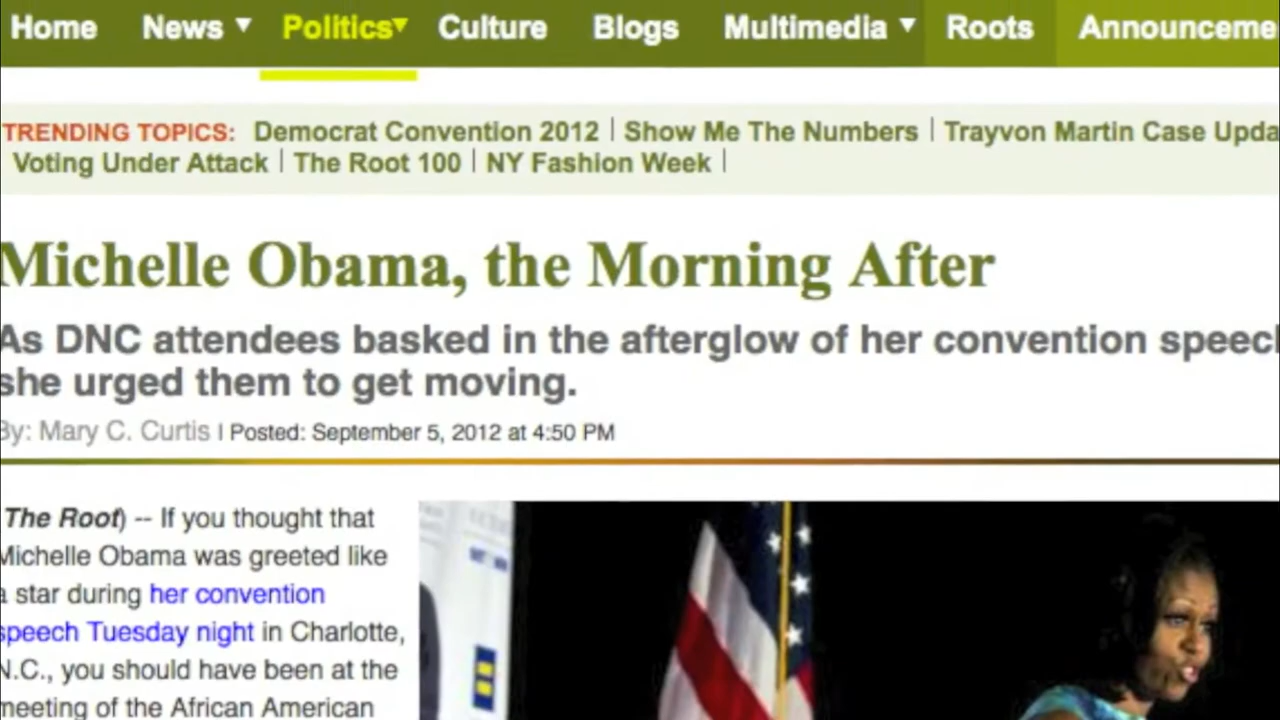 Home News Politics Culture Blogs Multimedia Roots Announceme
TRENDING TOPICS: Democrat Convention 2012 | Show Me The Numbers | Trayvon Martin Case Upda
Voting Under Attack | The Root 100 | NY Fashion Week |
Michelle Obama, the Morning After
As DNC attendees basked in the afterglow of her convention speec
she urged them to get moving.
By: Mary C. Curtis | Posted: September 5, 2012 at 4:50 PM
The Root) -- If you thought that
Michelle Obama was greeted like
a star during her convention
speech Tuesday night in Charlotte,
N.C., you should have been at the
meeting of the African American